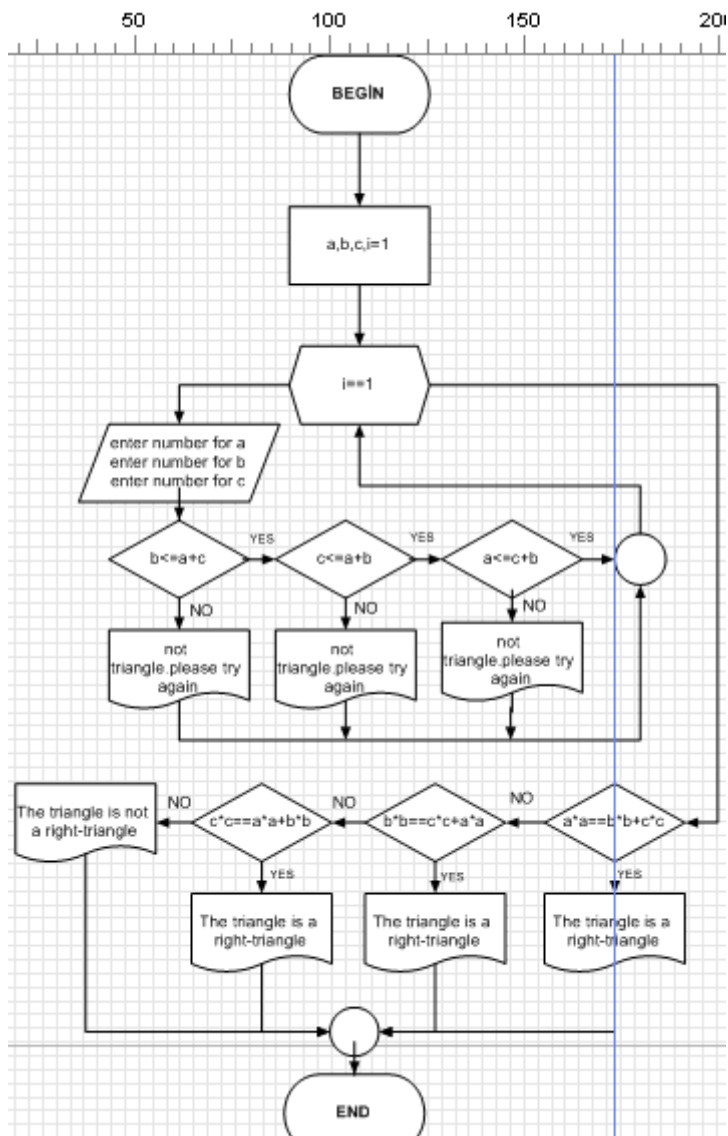 50
100
150
200
BEGİN
a,b,c,i=1
i==1
enter number for a
enter number for b
enter number for c
b<=a+c
YES
c<=a+b
YES
a<=c+b
YES
NO
NO
NO
not
triangle.please try
again
not
triangle.please try
again
not
triangle.please try
again
The triangle is not
a right-triangle
NO
c*c==a*a+b*b
NO
b*b==c*c+a*a
NO
a*a==b*b+c*c
YES
YES
YES
The triangle is a
right-triangle
The triangle is a
right-triangle
The triangle is a
right-triangle
END